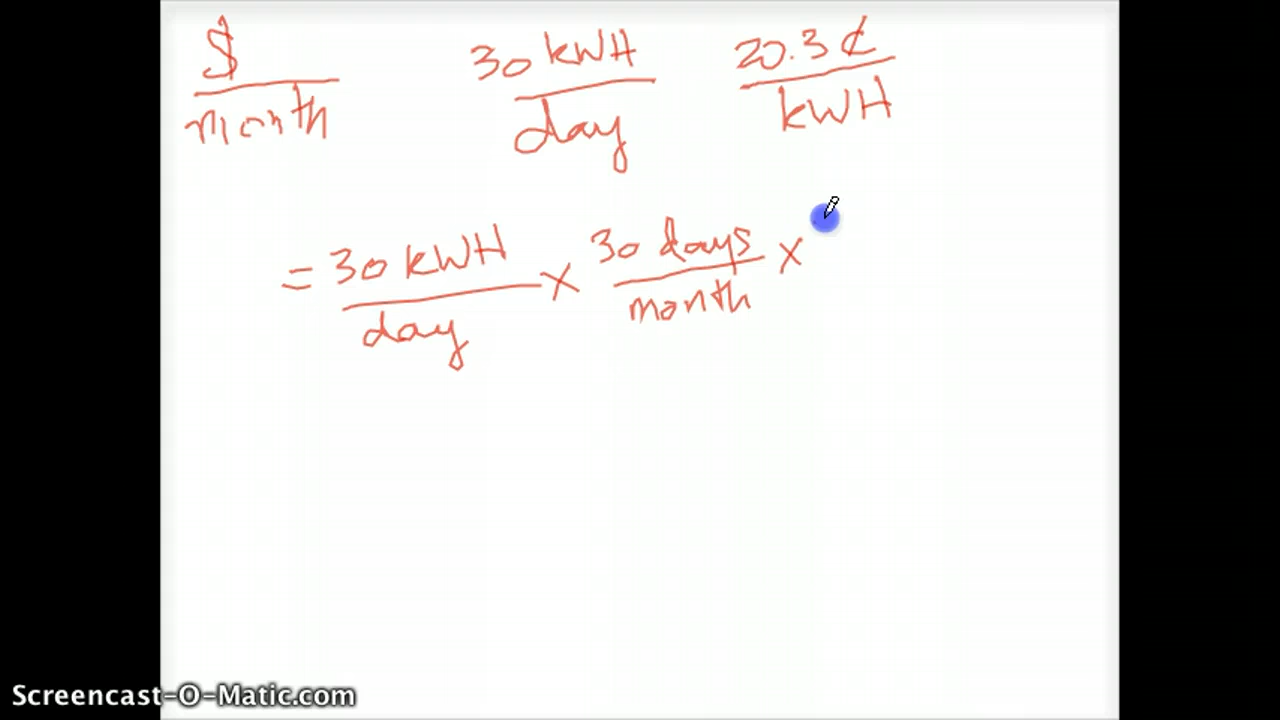 $ 30 kWH 20.3 ¢
month day kWH
= 30 kWH × 30 days ×
day month
Screencast-O-Matic.com